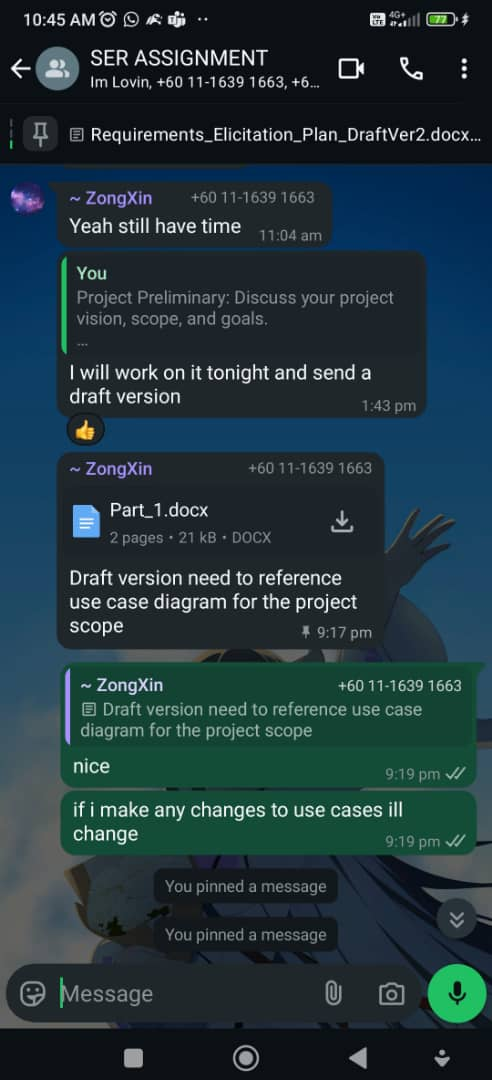 10:45 AM
4G+
Vo LTE
77
SER ASSIGNMENT
Im Lovin, +60 11-1639 1663, +6...
Requirements_Elicitation_Plan_DraftVer2.docx...
~ ZongXin +60 11-1639 1663
Yeah still have time
11:04 am
You
Project Preliminary: Discuss your project
vision, scope, and goals.
...
I will work on it tonight and send a
draft version
1:43 pm
~ ZongXin +60 11-1639 1663
Part_1.docx
2 pages • 21 kB • DOCX
Draft version need to reference
use case diagram for the project
scope
9:17 pm
~ ZongXin +60 11-1639 1663
Draft version need to reference use case
diagram for the project scope
nice
9:19 pm
if i make any changes to use cases ill
change
9:19 pm
You pinned a message
You pinned a message
Message